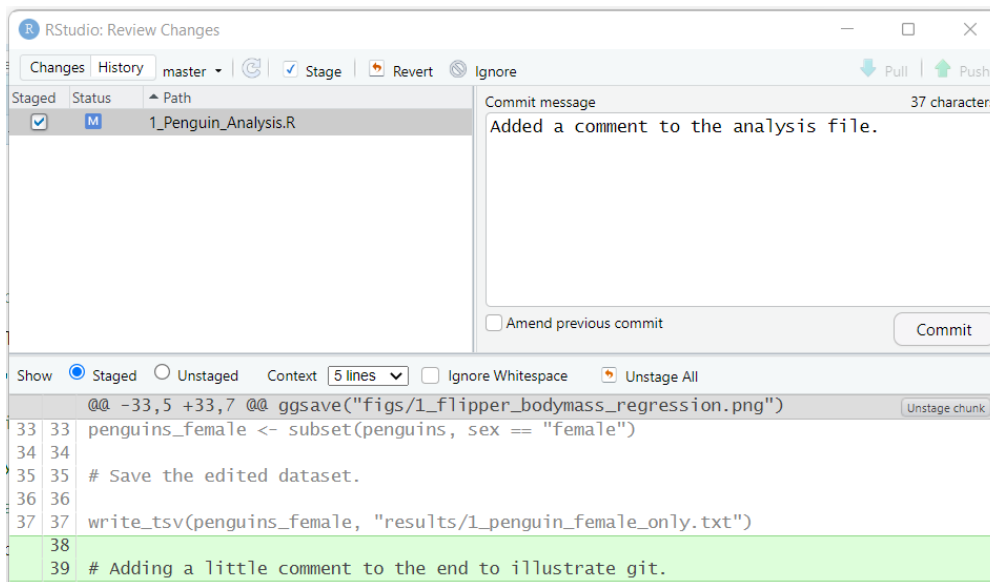 R RStudio: Review Changes
Changes History master Stage Revert Ignore Pull Push
Staged Status Path
M 1_Penguin_Analysis.R
Commit message 37 character
Added a comment to the analysis file.
Amend previous commit
Commit
Show Staged Unstaged Context 5 lines Ignore Whitespace Unstage All
@@ -33,5 +33,7 @@ ggsave("figs/1_flipper_bodymass_regression.png") Unstage chunk
33 33 penguins_female <- subset(penguins, sex == "female")
34 34
35 35 # Save the edited dataset.
36 36
37 37 write_tsv(penguins_female, "results/1_penguin_female_only.txt")
38
39 # Adding a little comment to the end to illustrate git.